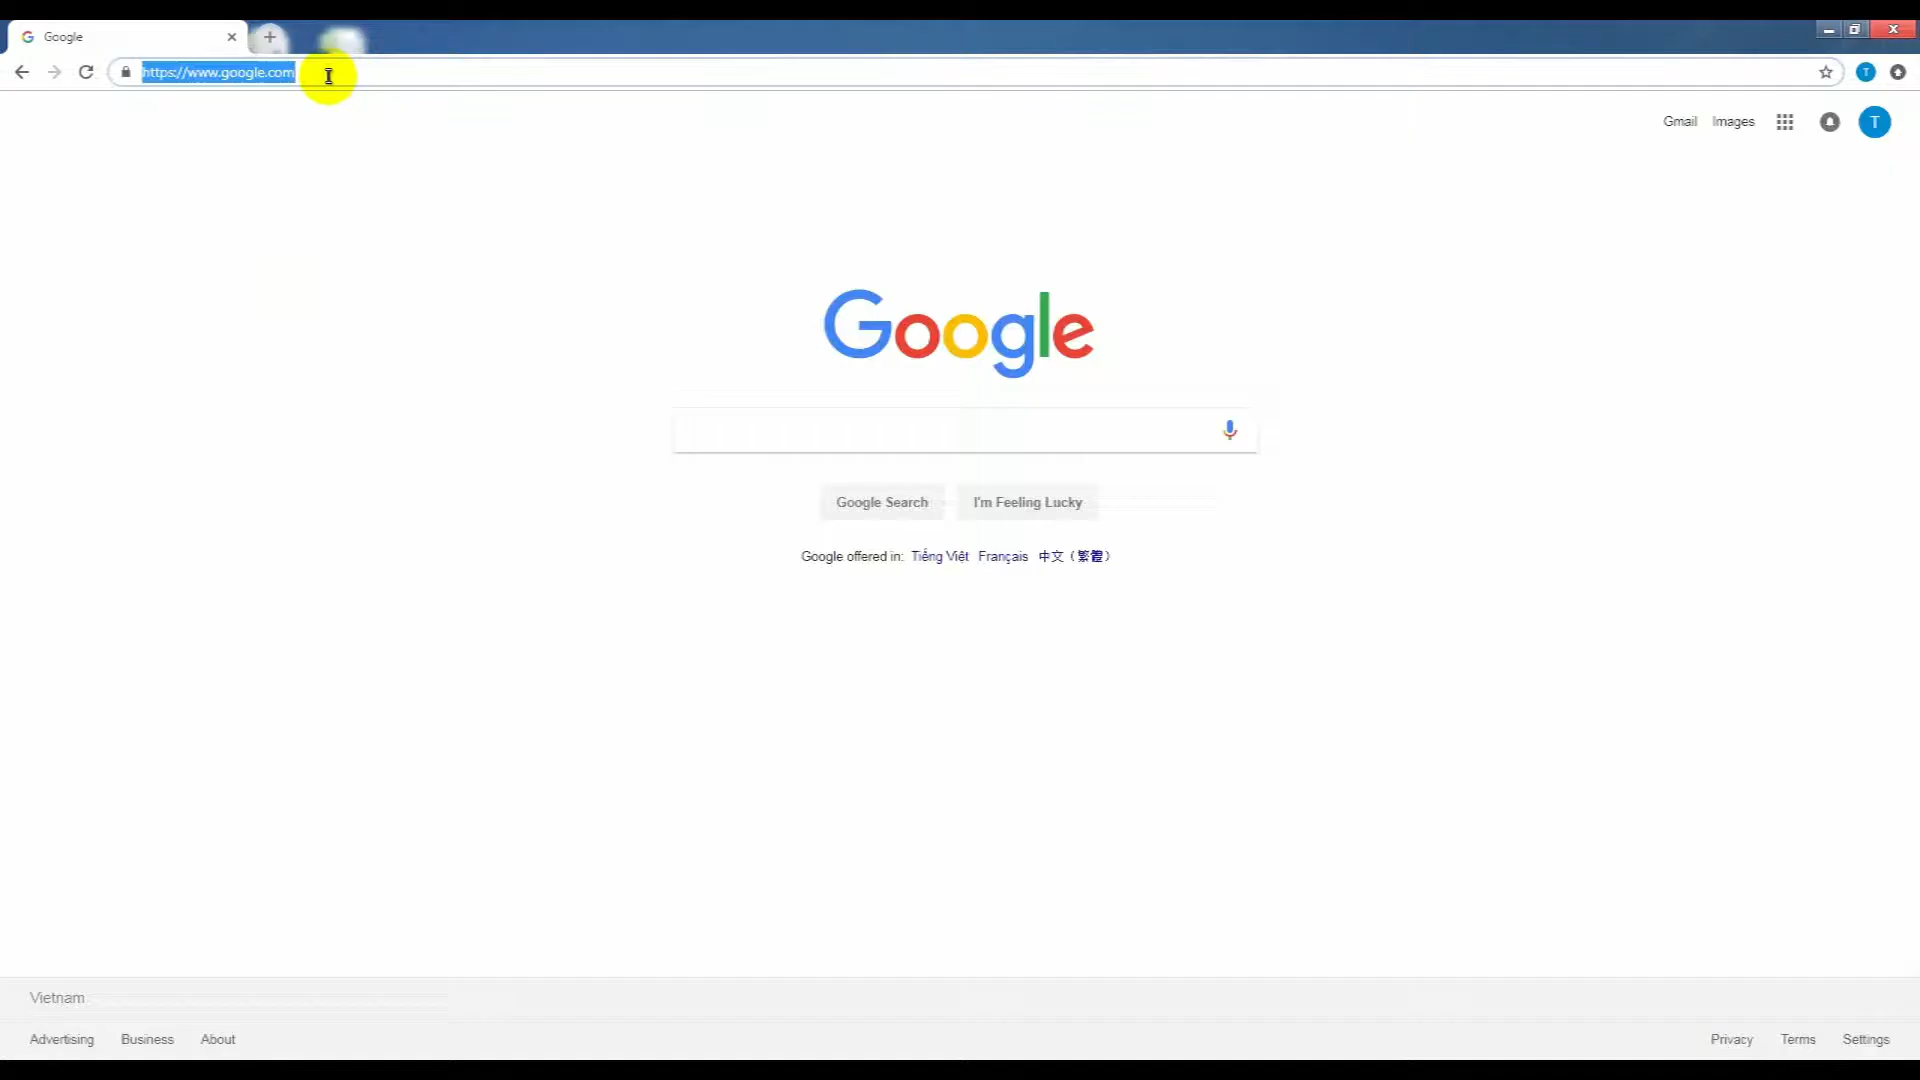 Google
https://www.google.com
T
Gmail Images T
Google
Google Search I'm Feeling Lucky
Google offered in: Tiếng Việt Français 中文（繁體）
Vietnam
Advertising Business About Privacy Terms Settings